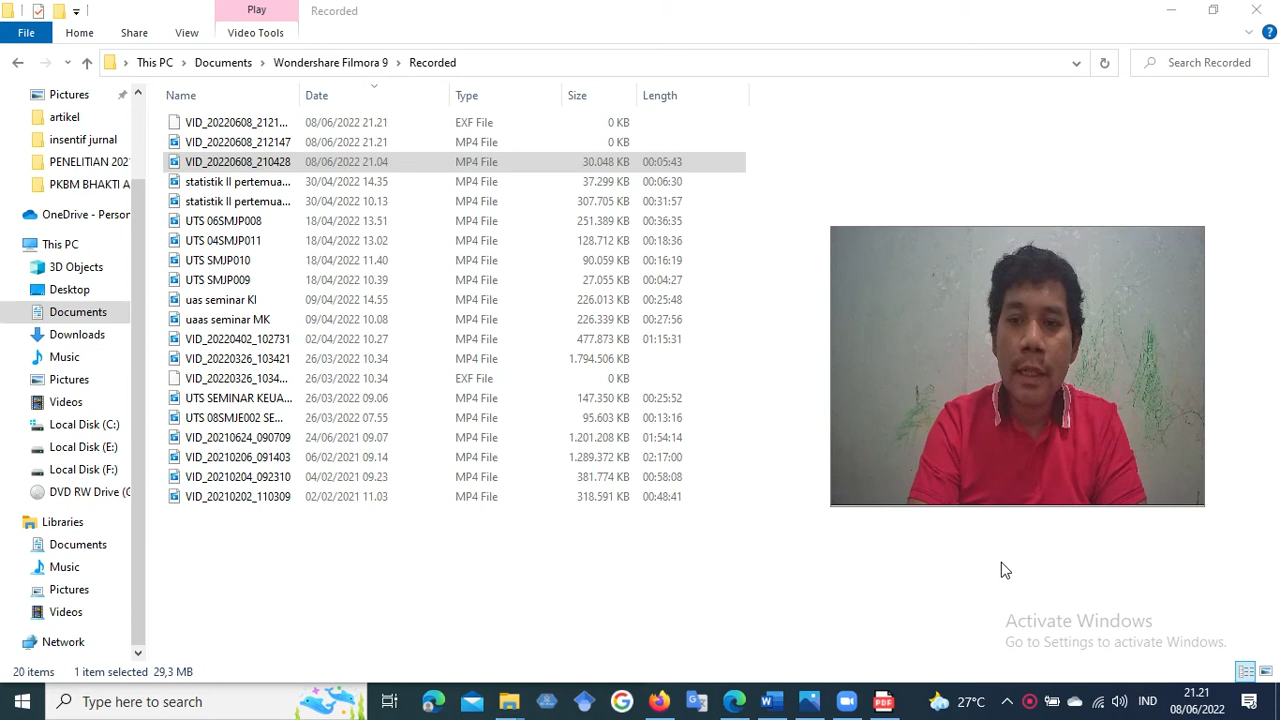 Play
Recorded
File
Home
Share
View
Video Tools
This PC
Documents
Wondershare Filmora 9
Recorded
Search Recorded
Name
Date
Type
Size
Length
VID_20220608_2121... 08/06/2022 21.21 EXF File 0 KB
VID_20220608_212147 08/06/2022 21.21 MP4 File 0 KB
VID_20220608_210428 08/06/2022 21.04 MP4 File 30.048 KB 00:05:43
statistik II pertemua... 30/04/2022 14.35 MP4 File 37.299 KB 00:06:30
statistik II pertemua... 30/04/2022 10.13 MP4 File 307.705 KB 00:31:57
UTS 06SMJP008 18/04/2022 13.51 MP4 File 251.389 KB 00:36:35
UTS 04SMJP011 18/04/2022 13.02 MP4 File 128.712 KB 00:18:36
UTS SMJP010 18/04/2022 11.40 MP4 File 90.059 KB 00:16:19
UTS SMJP009 18/04/2022 10.39 MP4 File 27.055 KB 00:04:27
uas seminar KI 09/04/2022 14.55 MP4 File 226.013 KB 00:25:48
uaas seminar MK 09/04/2022 10.08 MP4 File 226.339 KB 00:27:56
VID_20220402_102731 02/04/2022 10.27 MP4 File 477.873 KB 01:15:31
VID_20220326_103421 26/03/2022 10.34 MP4 File 1.794.506 KB
VID_20220326_1034... 26/03/2022 10.34 EXF File 0 KB
UTS SEMINAR KEUA... 26/03/2022 09.06 MP4 File 147.350 KB 00:25:52
UTS 08SMJE002 SE... 26/03/2022 07.55 MP4 File 95.603 KB 00:13:16
VID_20210624_090709 24/06/2021 09.07 MP4 File 1.201.208 KB 01:54:14
VID_20210206_091403 06/02/2021 09.14 MP4 File 1.289.372 KB 02:17:00
VID_20210204_092310 04/02/2021 09.23 MP4 File 381.774 KB 00:58:08
VID_20210202_110309 02/02/2021 11.03 MP4 File 318.591 KB 00:48:41
Pictures
artikel
insentif jurnal
PENELITIAN 202
PKBM BHAKTI A
OneDrive - Person
This PC
3D Objects
Desktop
Documents
Downloads
Music
Pictures
Videos
Local Disk (C:)
Local Disk (E:)
Local Disk (F:)
DVD RW Drive (
Libraries
Documents
Music
Pictures
Videos
Network
Activate Windows
Go to Settings to activate Windows.
20 items 1 item selected 29,3 MB
Type here to search
27°C
IND
21.21
08/06/2022